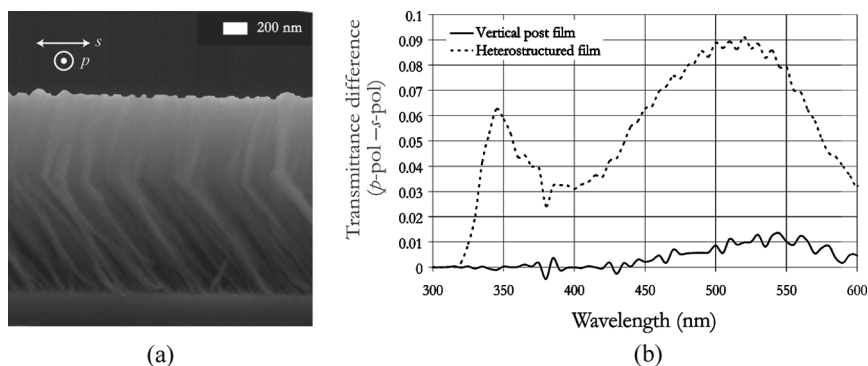 s
p
200 nm
(a)
Transmittance difference
(p-pol –s-pol)
0.1
0.09
0.08
0.07
0.06
0.05
0.04
0.03
0.02
0.01
0
Vertical post film
Heterostructured film
300
350
400
450
500
550
600
Wavelength (nm)
(b)